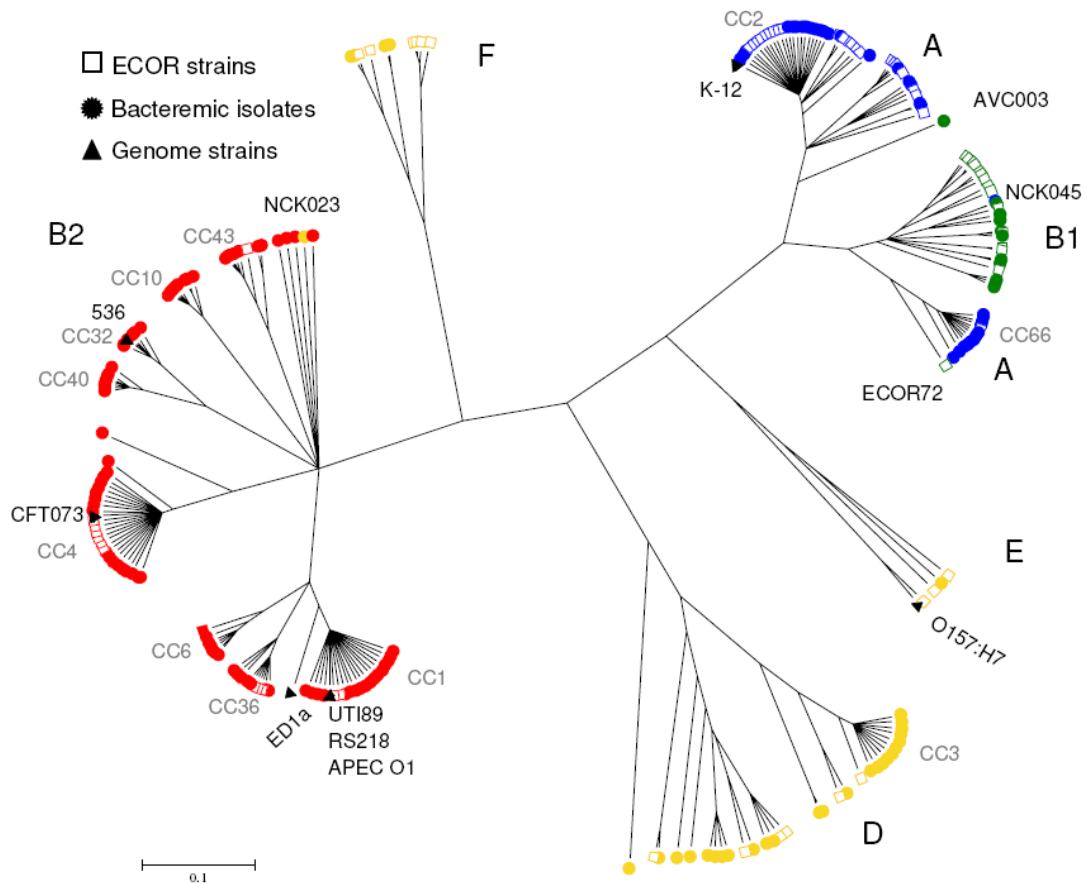 ECOR strains
Bacteremic isolates
Genome strains
F
CC2
A
K-12
AVC003
NCK045
B1
CC66
A
ECOR72
B2
NCK023
CC43
CC10
536
CC32
CC40
CFT073
CC4
CC6
CC36
ED1a
CC1
UTI89
RS218
APEC O1
E
O157:H7
CC3
D
0.1